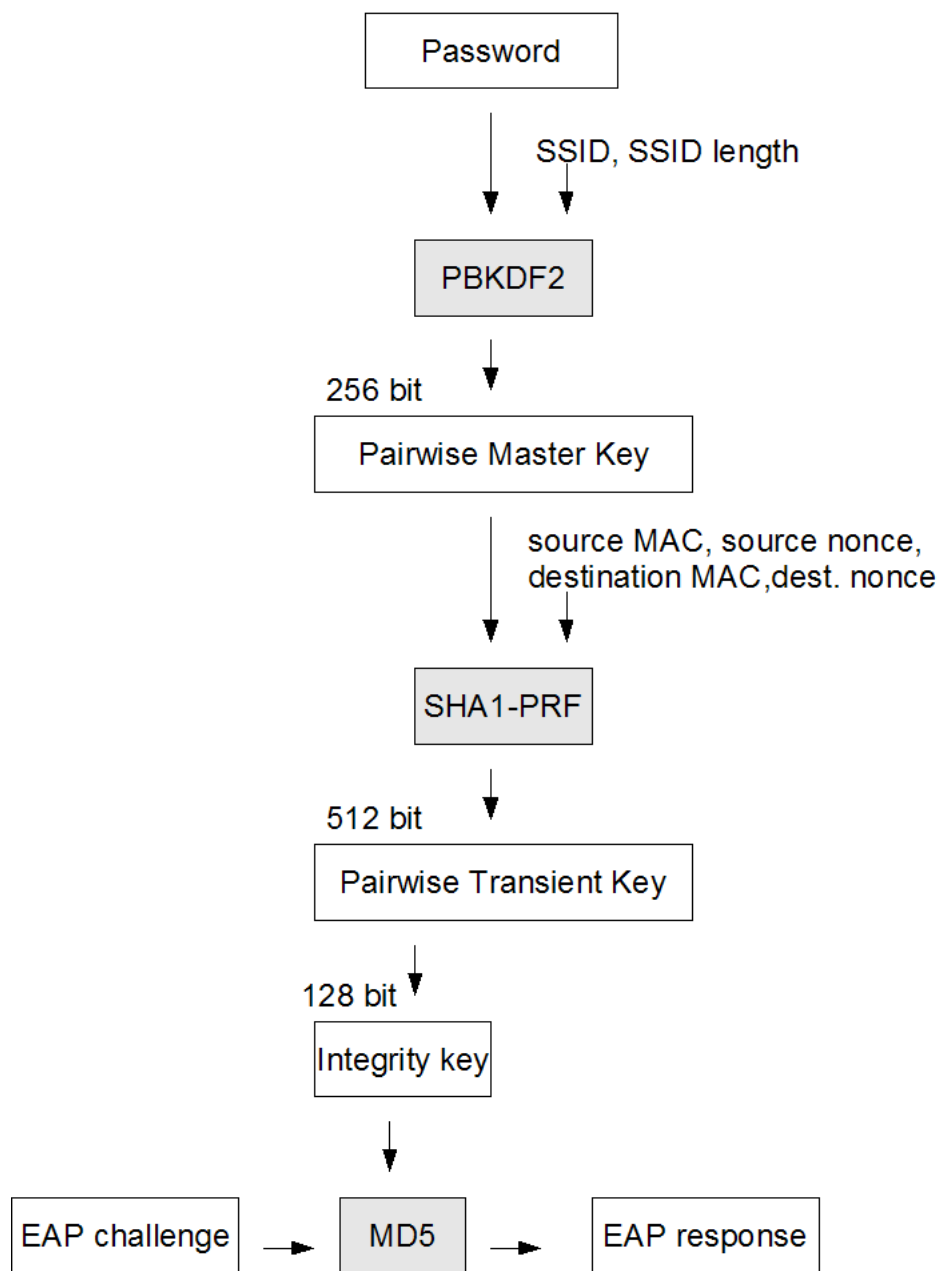 Password
SSID, SSID length
PBKDF2
256 bit
Pairwise Master Key
source MAC, source nonce,
destination MAC,dest. nonce
SHA1-PRF
512 bit
Pairwise Transient Key
128 bit
Integrity key
EAP challenge
MD5
EAP response